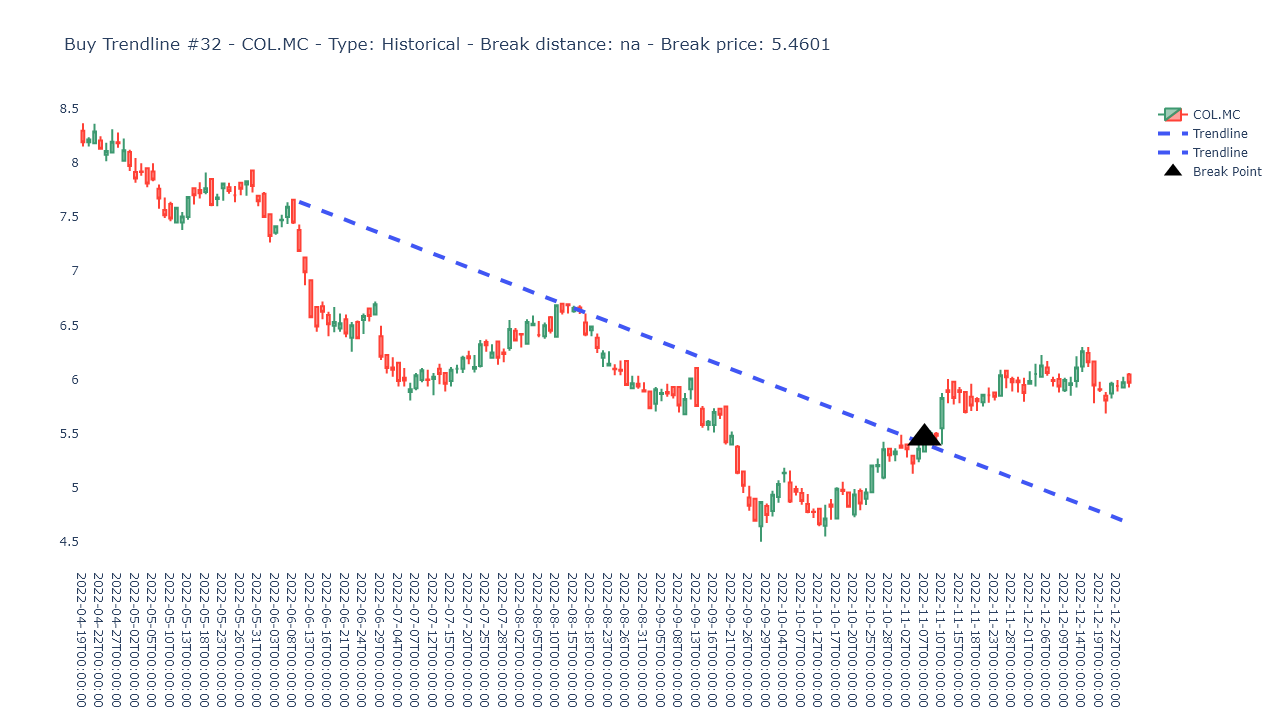 Buy Trendline #32 - COL.MC - Type: Historical - Break distance: na - Break price: 5.4601
COL.MC
Trendline
Trendline
Break Point
8.5
8
7.5
7
6.5
6
5.5
5
4.5
2022-04-19T00:00:00
2022-04-22T00:00:00
2022-04-27T00:00:00
2022-05-02T00:00:00
2022-05-05T00:00:00
2022-05-10T00:00:00
2022-05-13T00:00:00
2022-05-18T00:00:00
2022-05-23T00:00:00
2022-05-26T00:00:00
2022-05-31T00:00:00
2022-06-03T00:00:00
2022-06-08T00:00:00
2022-06-13T00:00:00
2022-06-16T00:00:00
2022-06-21T00:00:00
2022-06-24T00:00:00
2022-06-29T00:00:00
2022-07-04T00:00:00
2022-07-07T00:00:00
2022-07-12T00:00:00
2022-07-15T00:00:00
2022-07-20T00:00:00
2022-07-25T00:00:00
2022-07-28T00:00:00
2022-08-02T00:00:00
2022-08-05T00:00:00
2022-08-10T00:00:00
2022-08-15T00:00:00
2022-08-18T00:00:00
2022-08-23T00:00:00
2022-08-26T00:00:00
2022-08-31T00:00:00
2022-09-05T00:00:00
2022-09-08T00:00:00
2022-09-13T00:00:00
2022-09-16T00:00:00
2022-09-21T00:00:00
2022-09-26T00:00:00
2022-09-29T00:00:00
2022-10-04T00:00:00
2022-10-07T00:00:00
2022-10-12T00:00:00
2022-10-17T00:00:00
2022-10-20T00:00:00
2022-10-25T00:00:00
2022-10-28T00:00:00
2022-11-02T00:00:00
2022-11-07T00:00:00
2022-11-10T00:00:00
2022-11-15T00:00:00
2022-11-18T00:00:00
2022-11-23T00:00:00
2022-11-28T00:00:00
2022-12-01T00:00:00
2022-12-06T00:00:00
2022-12-09T00:00:00
2022-12-14T00:00:00
2022-12-19T00:00:00
2022-12-22T00:00:00